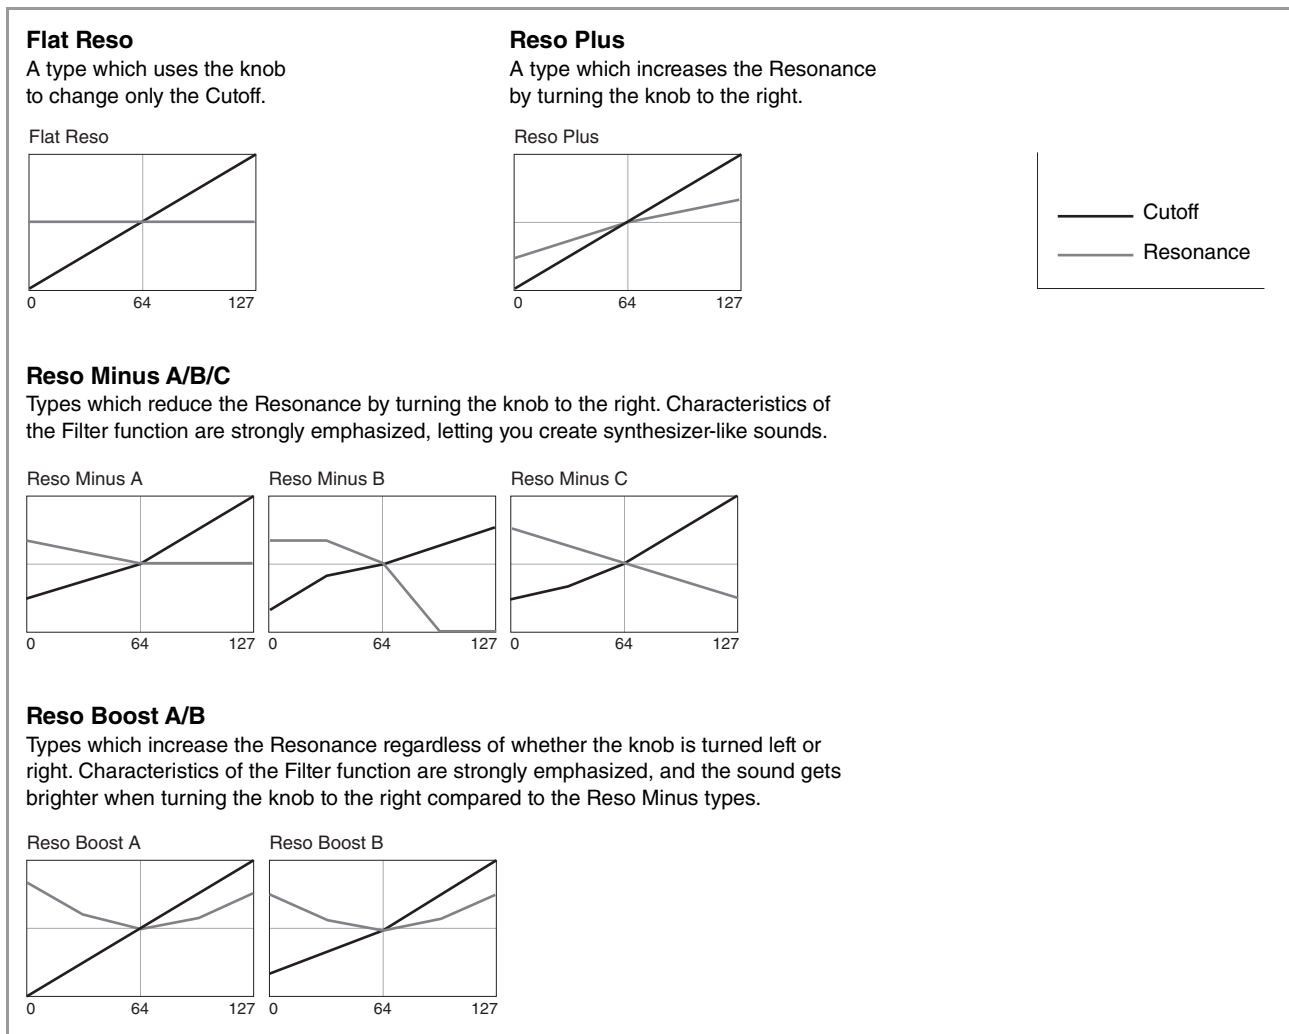 Flat Reso
A type which uses the knob
to change only the Cutoff.
Flat Reso
0 64 127
Reso Plus
A type which increases the Resonance
by turning the knob to the right.
Reso Plus
0 64 127
Cutoff
Resonance
Reso Minus A/B/C
Types which reduce the Resonance by turning the knob to the right. Characteristics of
the Filter function are strongly emphasized, letting you create synthesizer-like sounds.
Reso Minus A
0 64 127
Reso Minus B
0 64 127
Reso Minus C
0 64 127
Reso Boost A/B
Types which increase the Resonance regardless of whether the knob is turned left or
right. Characteristics of the Filter function are strongly emphasized, and the sound gets
brighter when turning the knob to the right compared to the Reso Minus types.
Reso Boost A
0 64 127
Reso Boost B
0 64 127